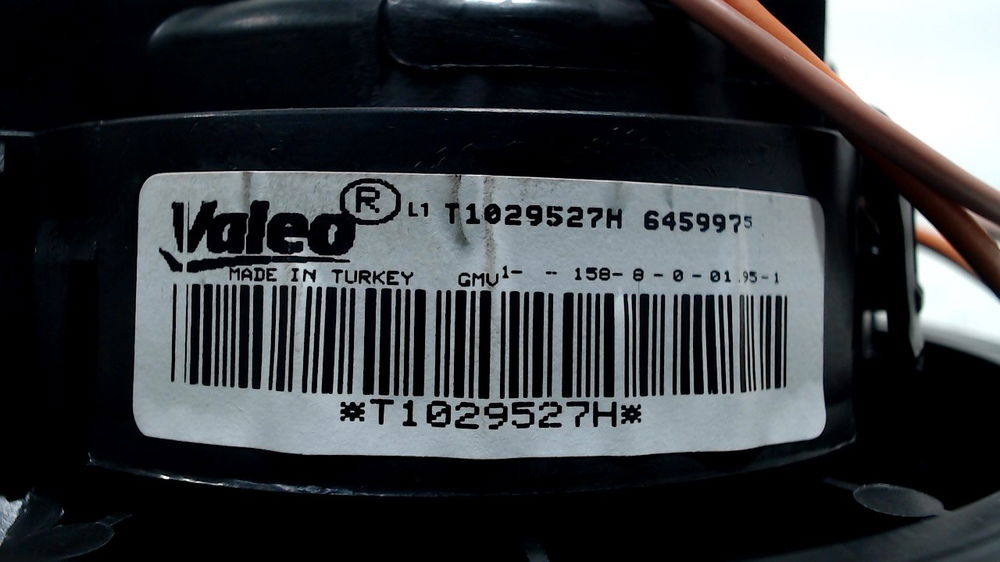 Valeo® L1 T1029527H 645997⁵
MADE IN TURKEY GMV¹- -- 158- 8 - 0 - 01 95-1
*T1029527H*